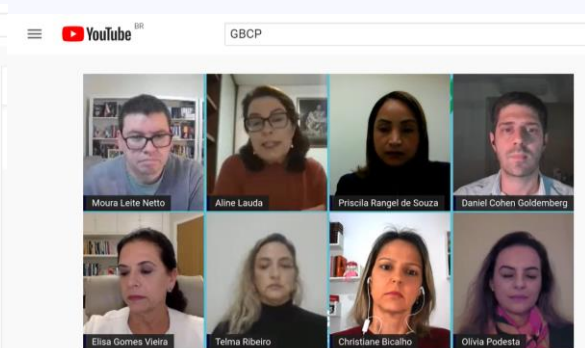 YouTube BR
GBCP
Moura Leite Netto
Aline Lauda
Priscila Rangel de Souza
Daniel Cohen Goldemberg
Elisa Gomes Vieira
Telma Ribeiro
Christiane Bicalho
Olívia Podesta